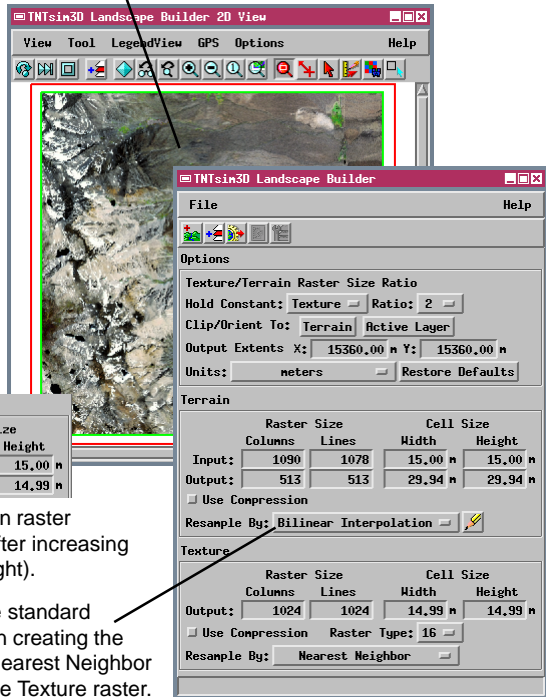 TNTsim3D Landscape Builder 2D View
View Tool LegendView GPS Options Help
TNTsim3D Landscape Builder
File Help
Options
Texture/Terrain Raster Size Ratio
Hold Constant: Texture Ratio: 2
Clip/Orient To: Terrain Active Layer
Output Extents X: 15360.00 m Y: 15360.00 m
Units: meters Restore Defaults
Terrain
Raster Size Cell Size
Columns Lines Width Height
Input: 1090 1078 15.00 m 15.00 m
Output: 513 513 29.94 m 29.94 m
Use Compression
Resample By: Bilinear Interpolation
Texture
Raster Size Cell Size
Columns Lines Width Height
Output: 1024 1024 14.99 m 14.99 m
Use Compression Raster Type: 16
Resample By: Nearest Neighbor
Height
15.00 m
14.99 m
raster
after increasing
standard
creating the
Nearest Neighbor
Texture raster.